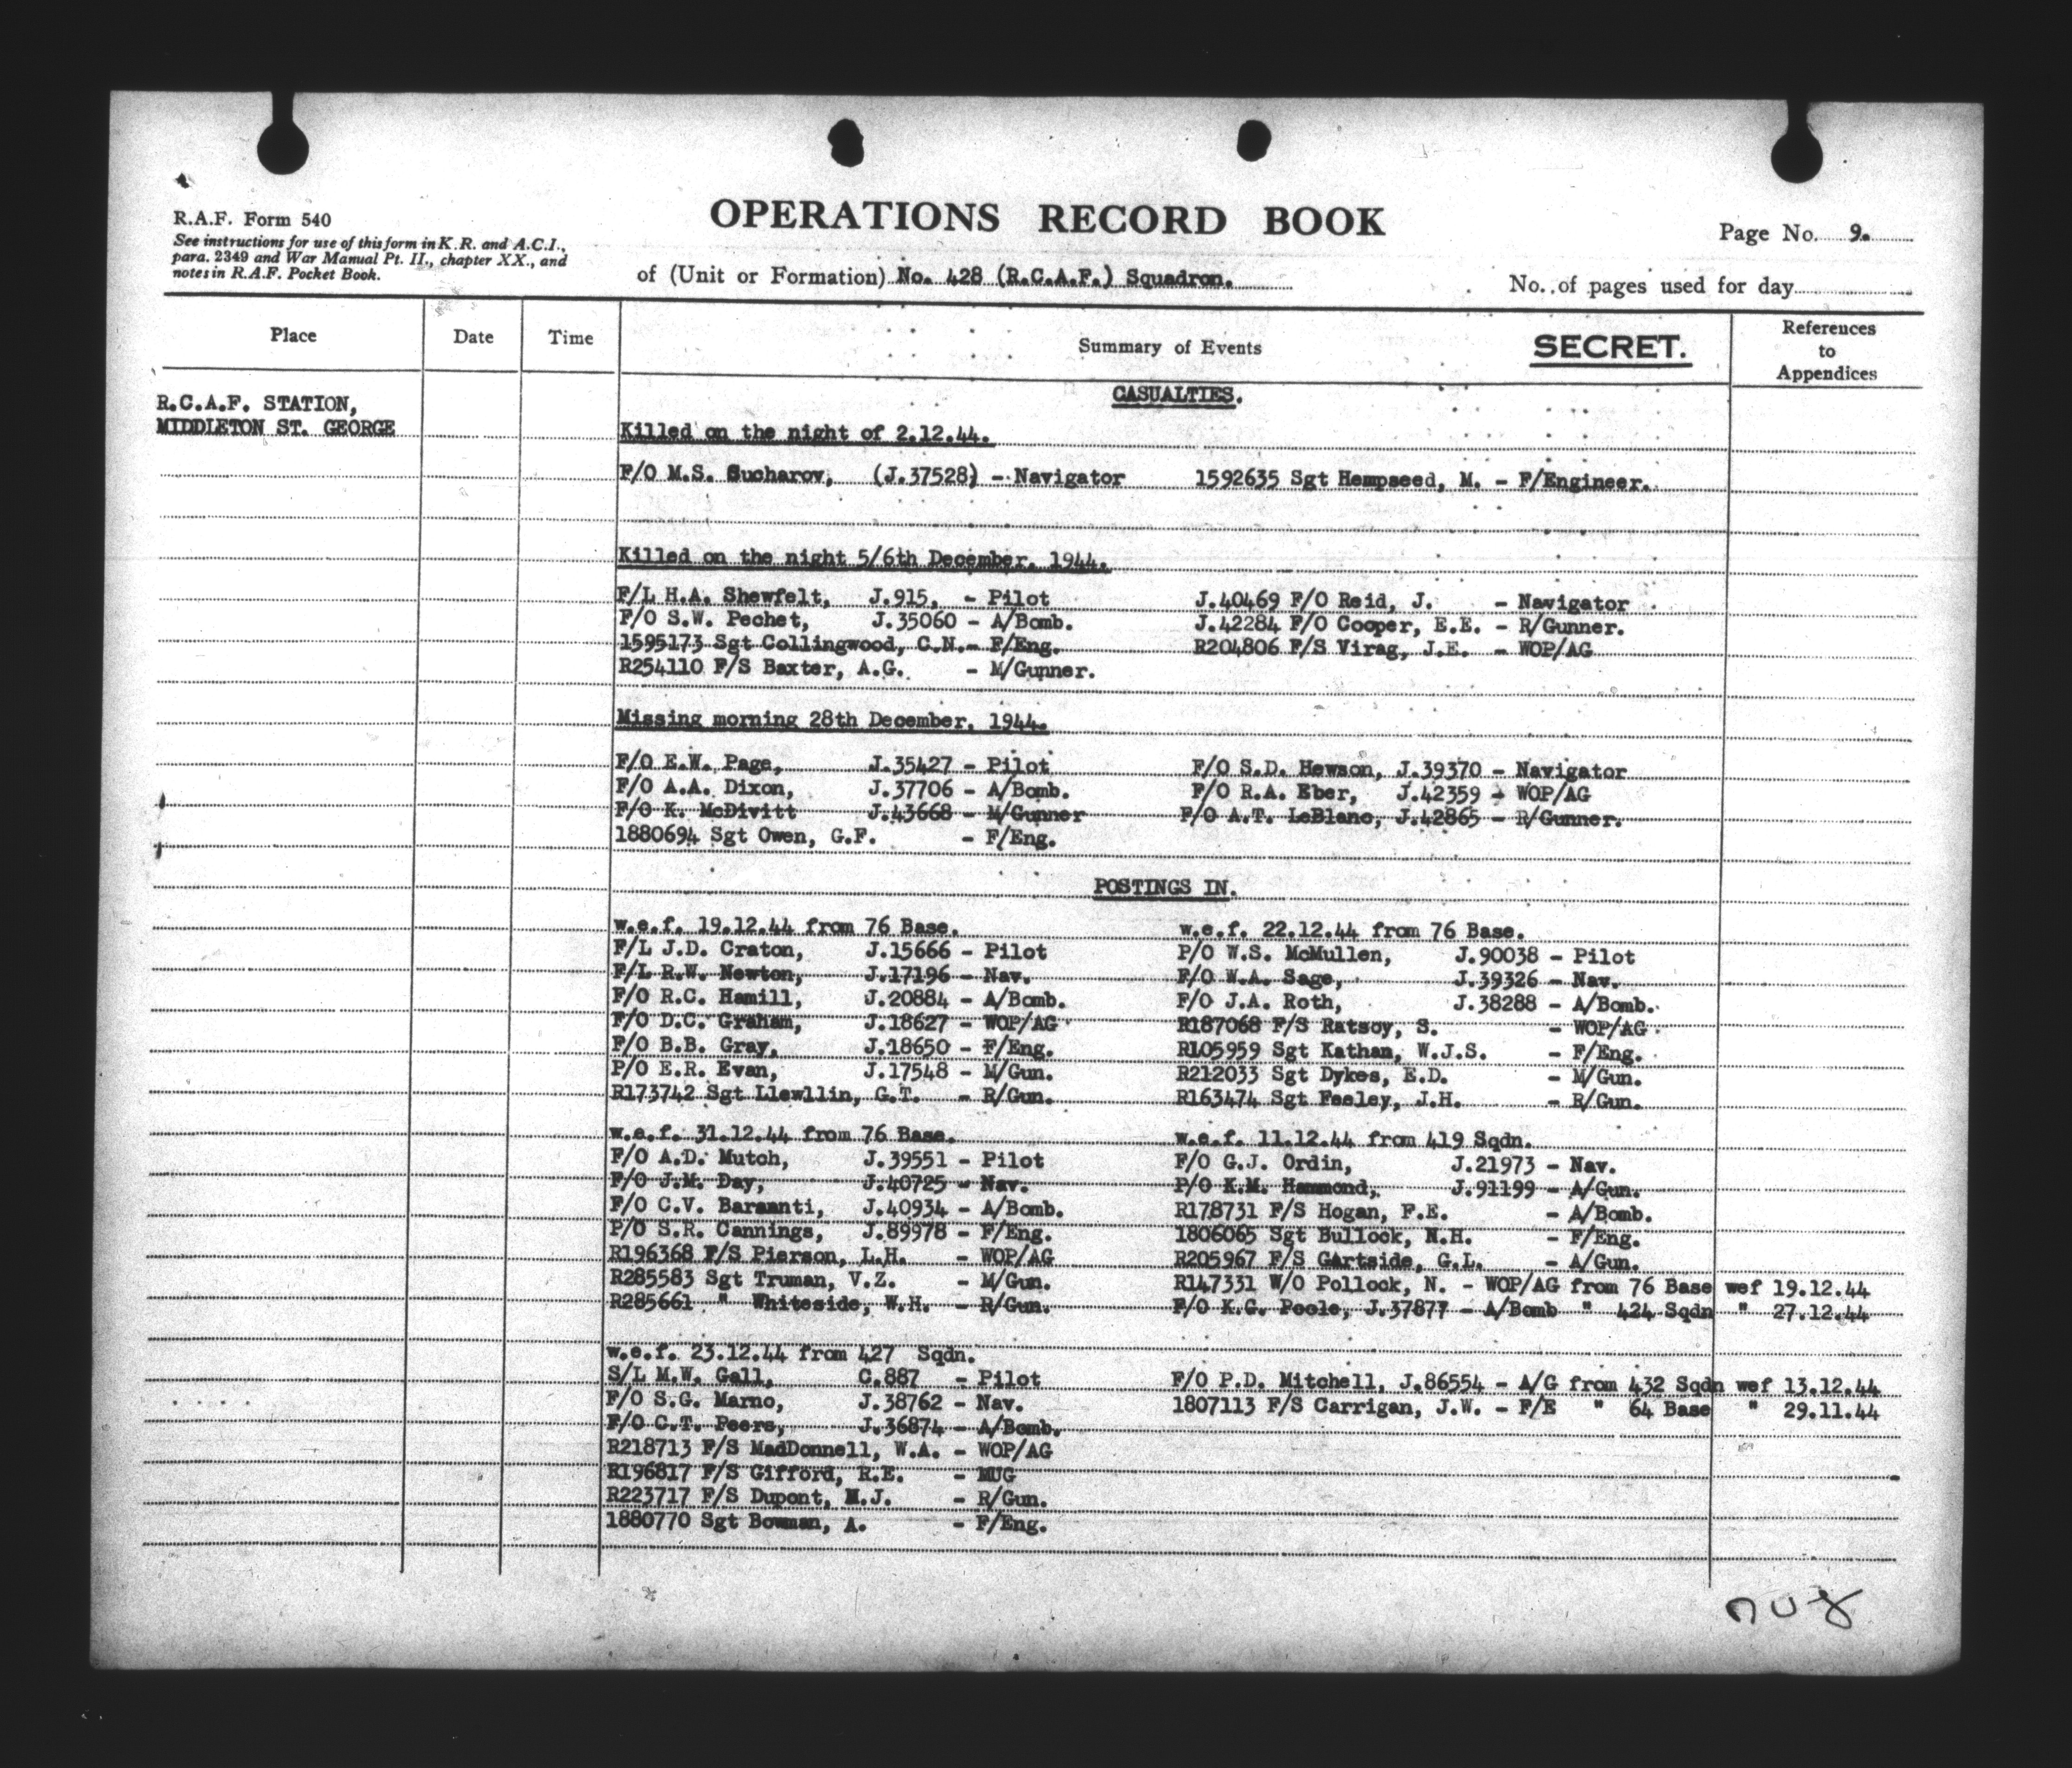 R.A.F. Form 540
See instructions for use of this form in K.R. and A.C.I.,
para. 2349 and War Manual Pt. II., chapter XX., and
notes in R.A.F. Pocket Book.
OPERATIONS RECORD BOOK
of (Unit or Formation) No. 428 (R.C.A.F.) Squadron.
Page No. 9.
No. of pages used for day
Place
Date
Time
Summary of Events
SECRET.
References
to
Appendices
R.C.A.F. STATION,
MIDDLETON ST. GEORGE
CASUALTIES.
Killed on the night of 2.12.44.
F/O M.S. Sucharov, (J.37528) - Navigator 1592635 Sgt Hempseed, M. - F/Engineer.
Killed on the night 5/6th December, 1944.
F/L H.A. Shewfelt, J.915, - Pilot J.40469 F/O Reid, J. - Navigator
F/O S.W. Pechet, J.35060 - A/Bomb. J.42284 F/O Cooper, E.E. - R/Gunner.
1595173 Sgt Collingwood, C.N. - F/Eng. R204806 F/S Virag, J.E. - WOP/AG
R254110 F/S Baxter, A.G. - M/Gunner.
Missing morning 28th December, 1944.
F/O E.W. Page, J.35427 - Pilot F/O S.D. Hewson, J.39370 - Navigator
F/O A.A. Dixon, J.37706 - A/Bomb. F/O R.A. Eber, J.42359 - WOP/AG
F/O K. McDivitt J.43668 - M/Gunner F/O A.T. LeBlanc, J.42865 - R/Gunner.
1880694 Sgt Owen, G.F. - F/Eng.
POSTINGS IN.
w.e.f. 19.12.44 from 76 Base. w.e.f. 22.12.44 from 76 Base.
F/L J.D. Craton, J.15666 - Pilot P/O W.S. McMullen, J.90038 - Pilot
F/L R.W. Newton, J.17196 - Nav. F/O W.A. Sage, J.39326 - Nav.
F/O R.C. Hamill, J.20884 - A/Bomb. F/O J.A. Roth, J.38288 - A/Bomb.
F/O D.C. Graham, J.18627 - WOP/AG R187068 F/S Ratsoy, S. - WOP/AG
F/O B.B. Gray, J.18650 - F/Eng. R105959 Sgt Kathan, W.J.S. - F/Eng.
P/O E.R. Evan, J.17548 - M/Gun. R212033 Sgt Dykes, E.D. - M/Gun.
R173742 Sgt Llewllin, G.T. - R/Gun. R163474 Sgt Feeley, J.H. - R/Gun.
w.e.f. 31.12.44 from 76 Base. w.e.f. 11.12.44 from 419 Sqdn.
F/O A.D. Mutch, J.39551 - Pilot F/O G.J. Ordin, J.21973 - Nav.
F/O J.M. Day, J.40725 - Nav. P/O K.M. Hammond, J.91199 - A/Gun.
F/O C.V. Barsanti, J.40934 - A/Bomb. R178731 F/S Hogan, F.E. - A/Bomb.
P/O S.R. Cannings, J.89978 - F/Eng. 1806065 Sgt Bullock, N.H. - F/Eng.
R196368 F/S Pierson, L.H. - WOP/AG R205967 F/S Gartside, G.L. - A/Gun.
R285583 Sgt Truman, V.Z. - M/Gun. R147331 W/O Pollock, N. - WOP/AG from 76 Base wef 19.12.44
R285661 " Whiteside, W.H. - R/Gun. F/O K.G. Poole, J.37877 - A/Bomb " 424 Sqdn " 27.12.44
w.e.f. 23.12.44 from 427 Sqdn.
S/L M.W. Gall, C.887 - Pilot F/O P.D. Mitchell, J.86554 - A/G from 432 Sqdn wef 13.12.44
F/O S.G. Marno, J.38762 - Nav. 1807113 F/S Carrigan, J.W. - F/E " 64 Base " 29.11.44
F/O C.T. Peers, J.36874 - A/Bomb.
R218713 F/S MadDonnell, W.A. - WOP/AG
R196817 F/S Gifford, R.E. - MUG
R223717 F/S Dupont, M.J. - R/Gun.
1880770 Sgt Bowman, A. - F/Eng.